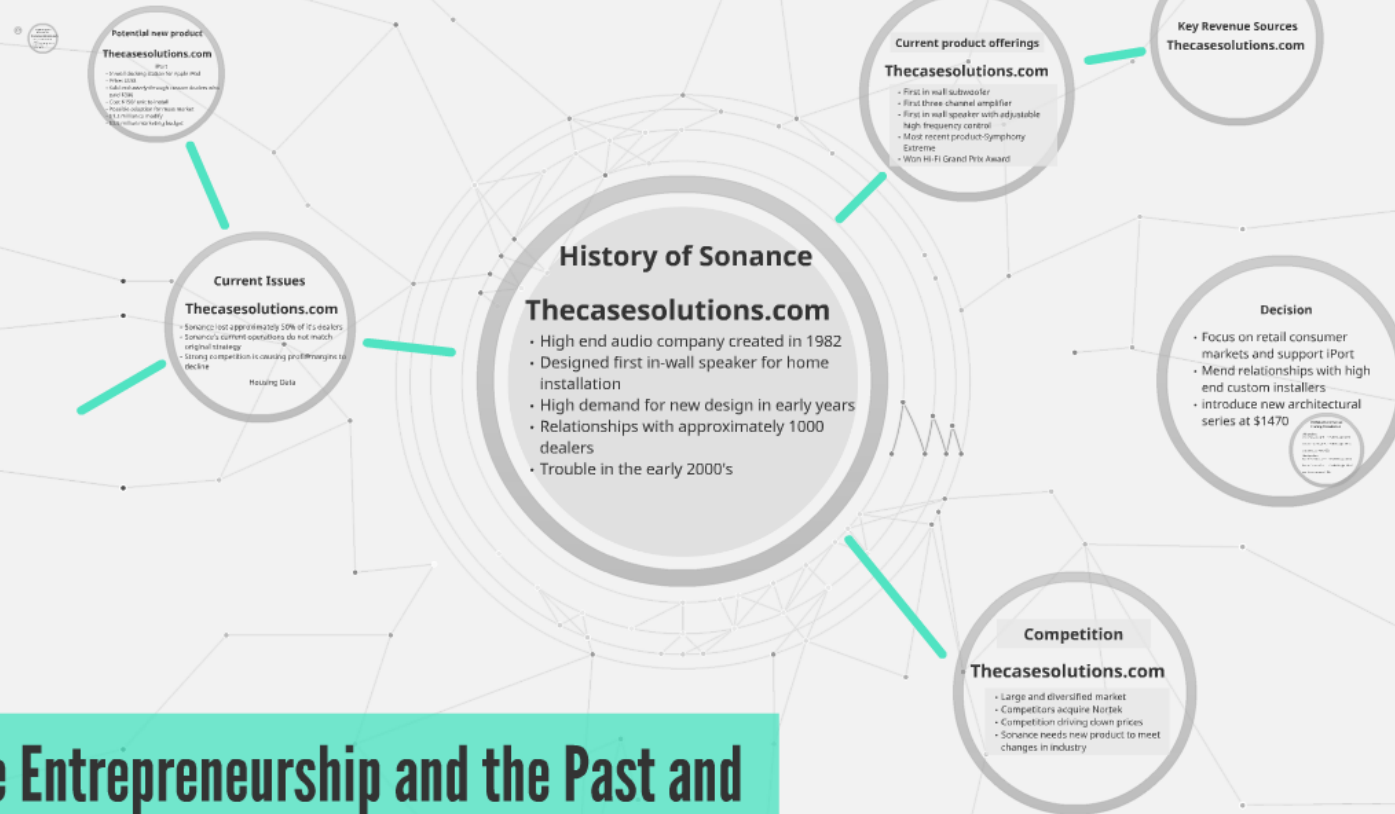 Potential new product
Thecasesolutions.com
iPort
Current Issues
Thecasesolutions.com
- Sonance lost approximately 50% of it's dealers
- Sonance's current operations do not match
original strategy
- Strong competition is causing profit margins to
decline
Housing Data
History of Sonance
Thecasesolutions.com
• High end audio company created in 1982
• Designed first in-wall speaker for home
installation
• High demand for new design in early years
• Relationships with approximately 1000
dealers
• Trouble in the early 2000's
Current product offerings
Thecasesolutions.com
• First in wall subwoofer
• First three channel amplifier
• First in wall speaker with adjustable
high frequency control
• Most recent product-Symphony
Extreme
• Won Hi-Fi Grand Prix Award
Key Revenue Sources
Thecasesolutions.com
Decision
• Focus on retail consumer
markets and support iPort
• Mend relationships with high
end custom installers
• introduce new architectural
series at $1470
Competition
Thecasesolutions.com
• Large and diversified market
• Competitors acquire Nortek
• Competition driving down prices
• Sonance needs new product to meet
changes in industry
e Entrepreneurship and the Past and